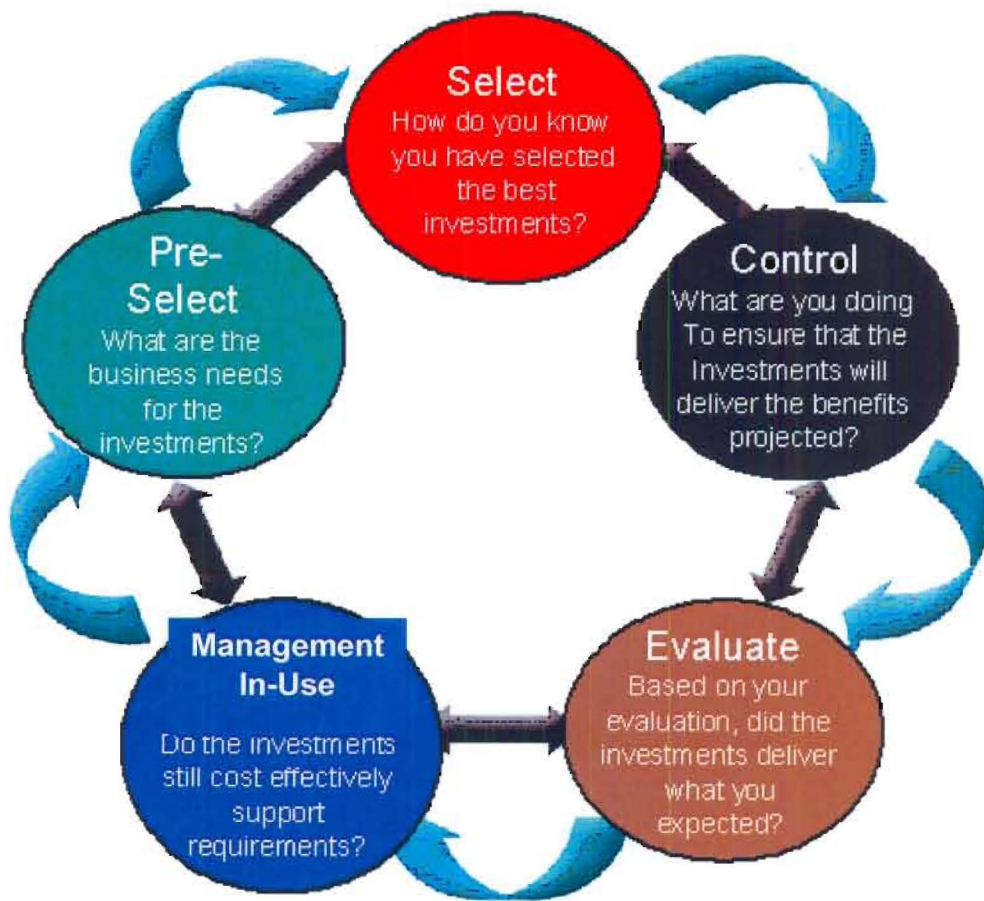 Select
How do you know
you have selected
the best
investments?
Pre-
Select
What are the
business needs
for the
investments?
Control
What are you doing
To ensure that the
Investments will
deliver the benefits
projected?
Management
In-Use
Do the investments
still cost effectively
support
requirements?
Evaluate
Based on your
evaluation, did the
investments deliver
what you
expected?